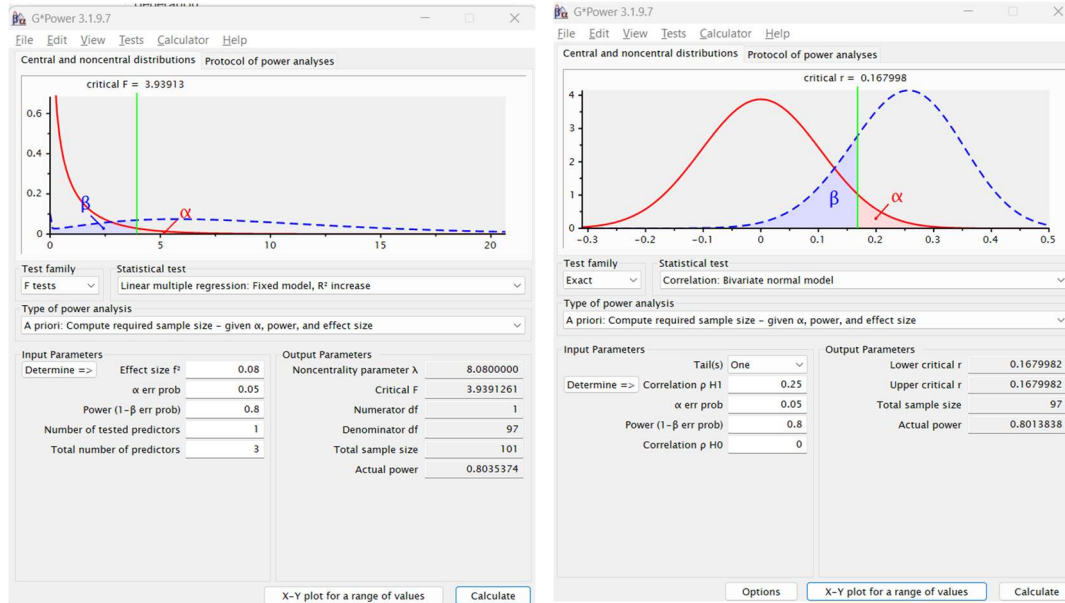 G*Power 3.1.9.7
File Edit View Tests Calculator Help
Central and noncentral distributions Protocol of power analyses
critical F = 3.93913
0.6
0.4
0.2
0
β
α
0 5 10 15 20
Test family Statistical test
F tests Linear multiple regression: Fixed model, R² increase
Type of power analysis
A priori: Compute required sample size – given α, power, and effect size
Input Parameters Output Parameters
Determine => Effect size f² 0.08 Noncentrality parameter λ 8.0800000
α err prob 0.05 Critical F 3.9391261
Power (1-β err prob) 0.8 Numerator df 1
Number of tested predictors 1 Denominator df 97
Total number of predictors 3 Total sample size 101
Actual power 0.8035374
X-Y plot for a range of values Calculate
G*Power 3.1.9.7
File Edit View Tests Calculator Help
Central and noncentral distributions Protocol of power analyses
critical r = 0.167998
4
3
2
1
0
β
α
-0.3 -0.2 -0.1 0 0.1 0.2 0.3 0.4 0.5
Test family Statistical test
Exact Correlation: Bivariate normal model
Type of power analysis
A priori: Compute required sample size – given α, power, and effect size
Input Parameters Output Parameters
Tail(s) One Lower critical r 0.1679982
Determine => Correlation ρ H1 0.25 Upper critical r 0.1679982
α err prob 0.05 Total sample size 97
Power (1-β err prob) 0.8 Actual power 0.8013838
Correlation ρ H0 0
Options X-Y plot for a range of values Calculate